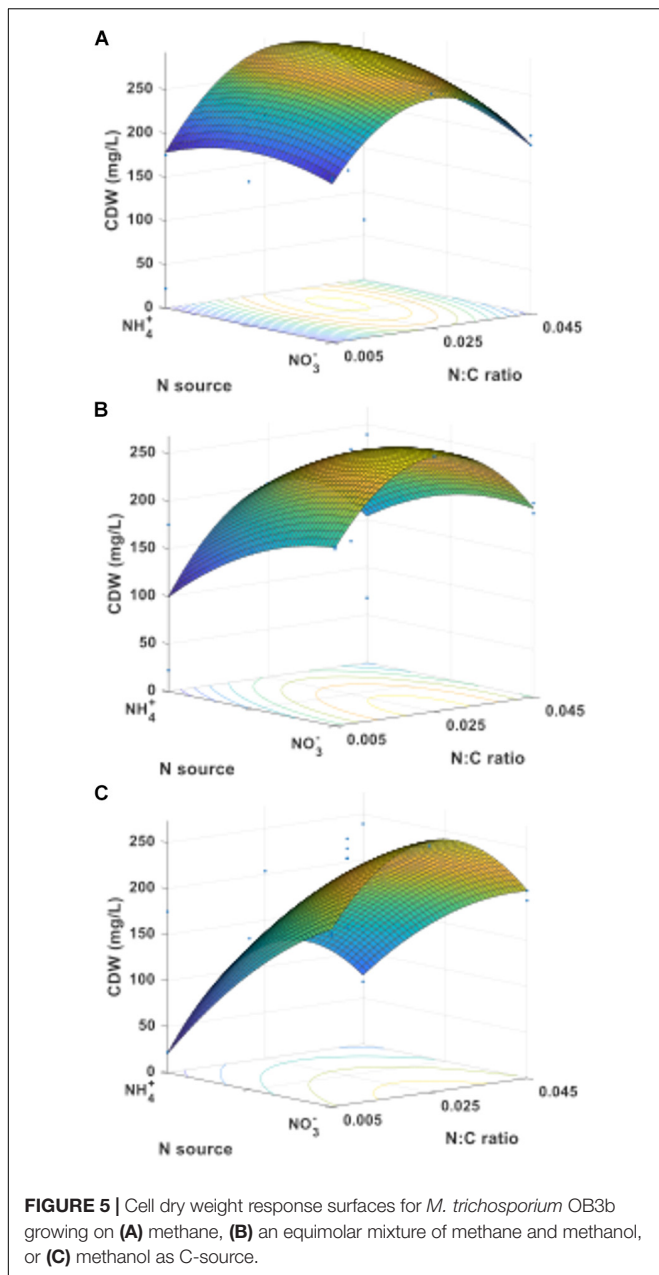 A
250
200
150
100
50
0
CDW (mg/L)
NH₄⁺
NO₃⁻
0.005
0.025
0.045
N source
N:C ratio
B
250
200
150
100
50
0
CDW (mg/L)
NH₄⁺
NO₃⁻
0.005
0.025
0.045
N source
N:C ratio
C
250
200
150
100
50
0
CDW (mg/L)
NH₄⁺
NO₃⁻
0.005
0.025
0.045
N source
N:C ratio
FIGURE 5 | Cell dry weight response surfaces for M. trichosporium OB3b
growing on (A) methane, (B) an equimolar mixture of methane and methanol,
or (C) methanol as C-source.